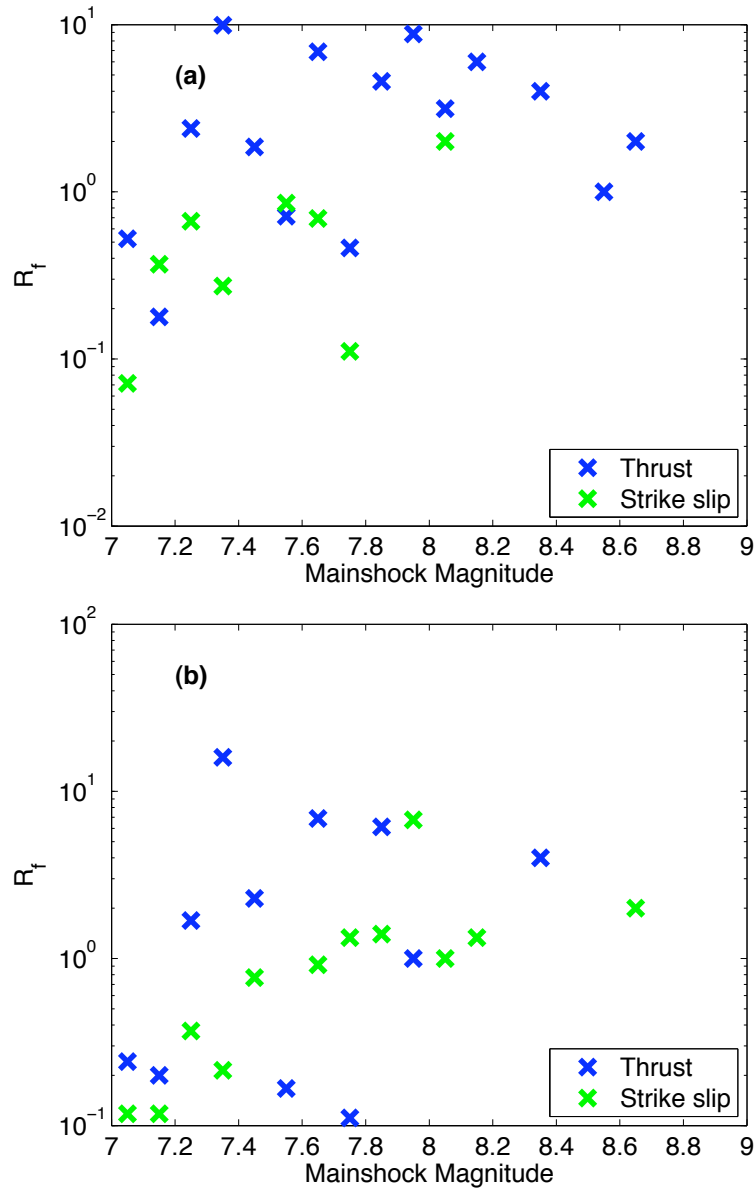 10^1
(a)
10^0
R_f
10^−1
Thrust
Strike slip
10^−2
7 7.2 7.4 7.6 7.8 8 8.2 8.4 8.6 8.8 9
Mainshock Magnitude
10^2
(b)
10^1
R_f
10^0
Thrust
Strike slip
10^−1
7 7.2 7.4 7.6 7.8 8 8.2 8.4 8.6 8.8 9
Mainshock Magnitude